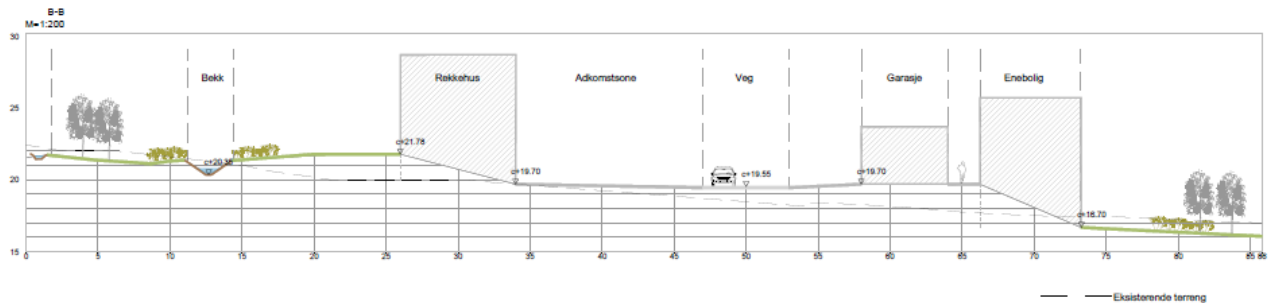 B-B
M=1:200
30
Bekk
Rekkehus
Adkomstsone
Veg
Garasje
Enebolig
25
c+21.78
c+20.35
c+19.70
c+19.55
c+19.70
20
c+16.70
15
0 5 10 15 20 25 30 35 40 45 50 55 60 65 70 75 80 85 86
Eksisterende terreng